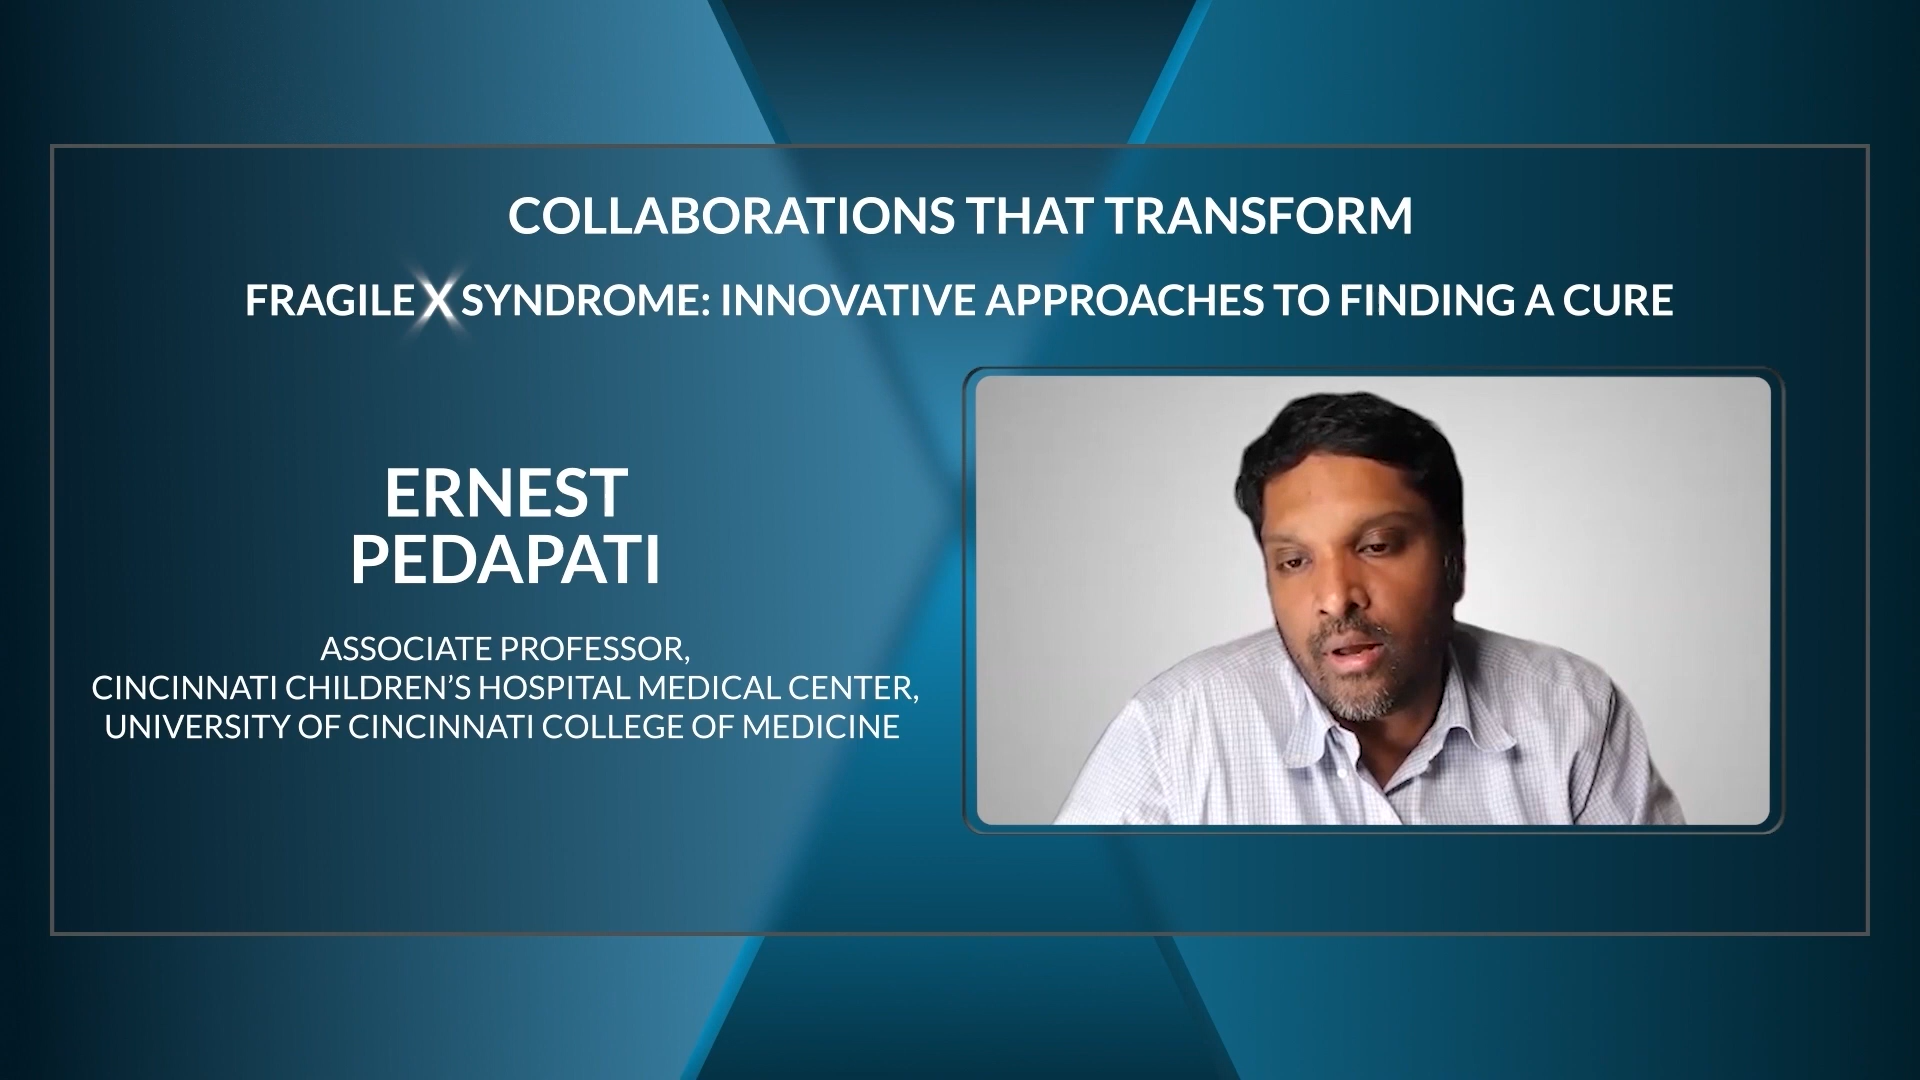 COLLABORATIONS THAT TRANSFORM
FRAGILE X SYNDROME: INNOVATIVE APPROACHES TO FINDING A CURE
ERNEST
PEDAPATI
ASSOCIATE PROFESSOR,
CINCINNATI CHILDREN’S HOSPITAL MEDICAL CENTER,
UNIVERSITY OF CINCINNATI COLLEGE OF MEDICINE